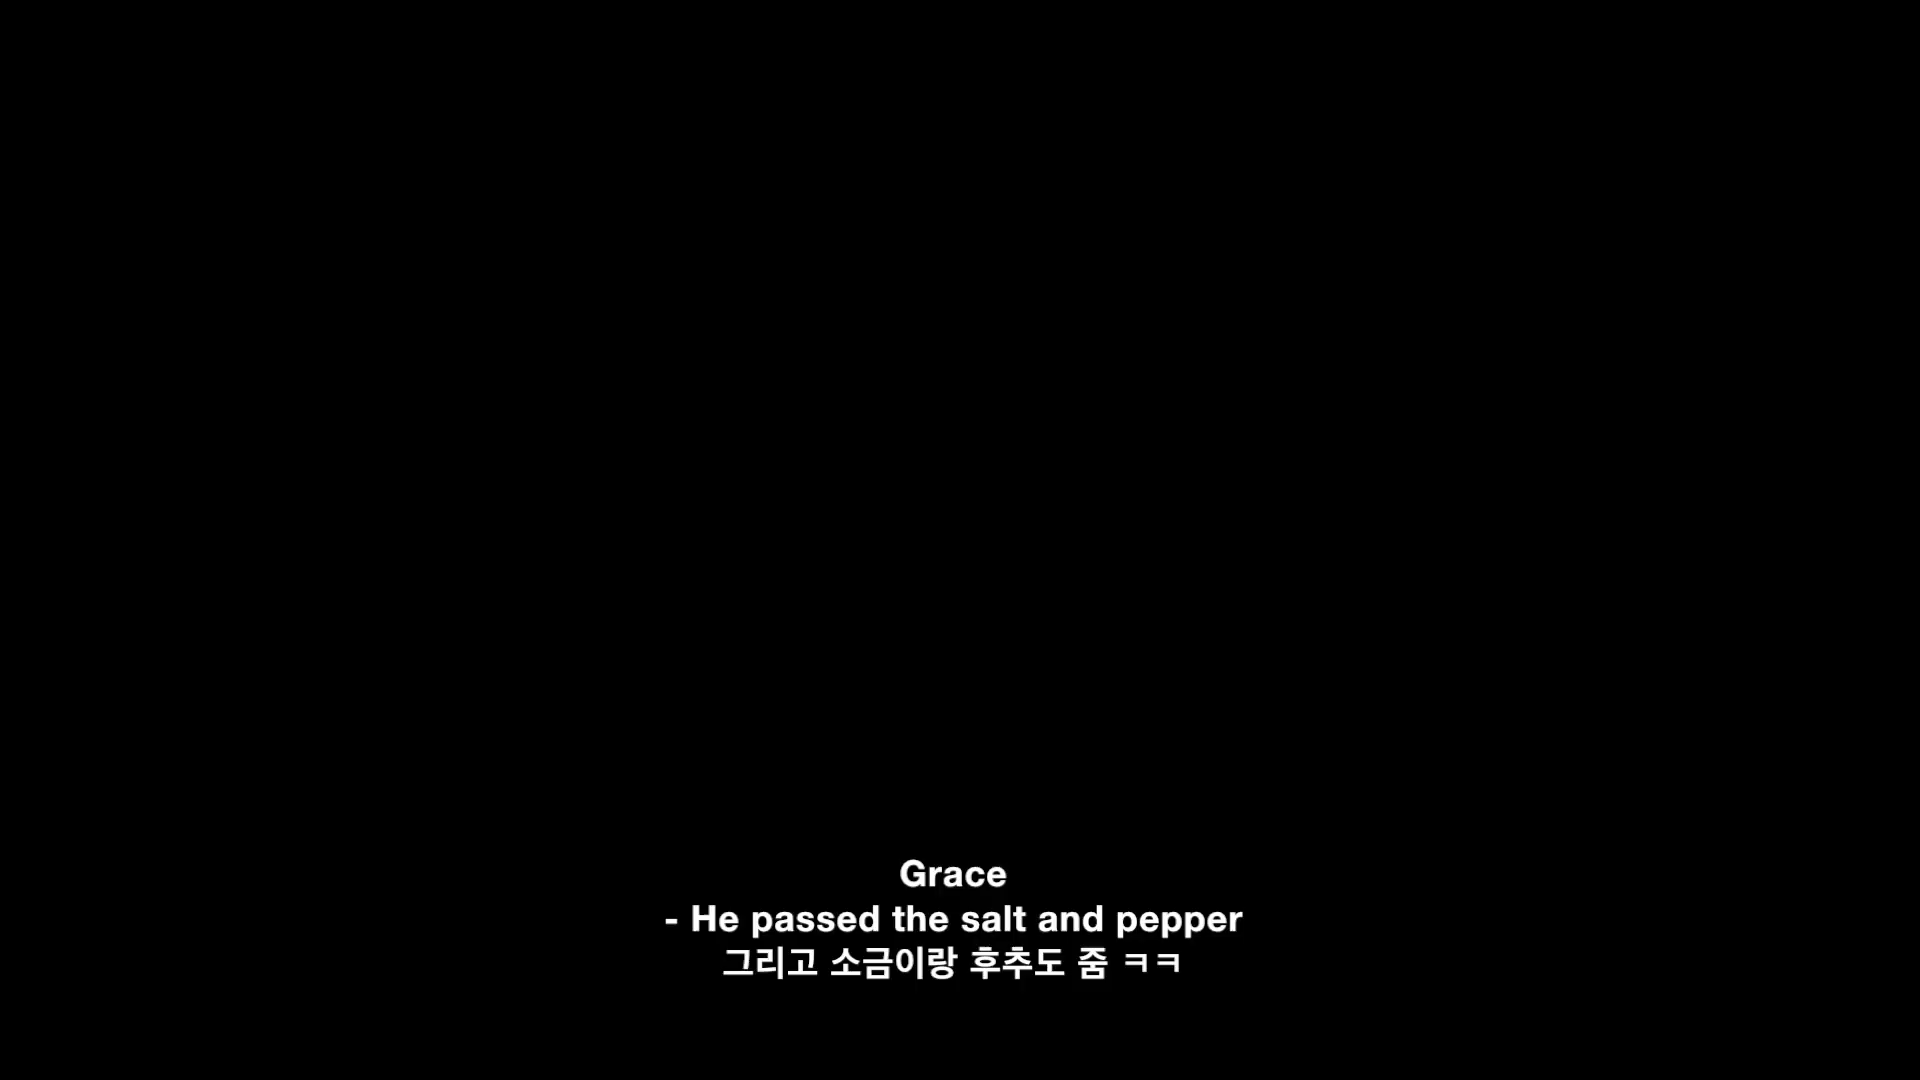 Grace
- He passed the salt and pepper
그리고 소금이랑 후추도 줌 ㅋㅋ